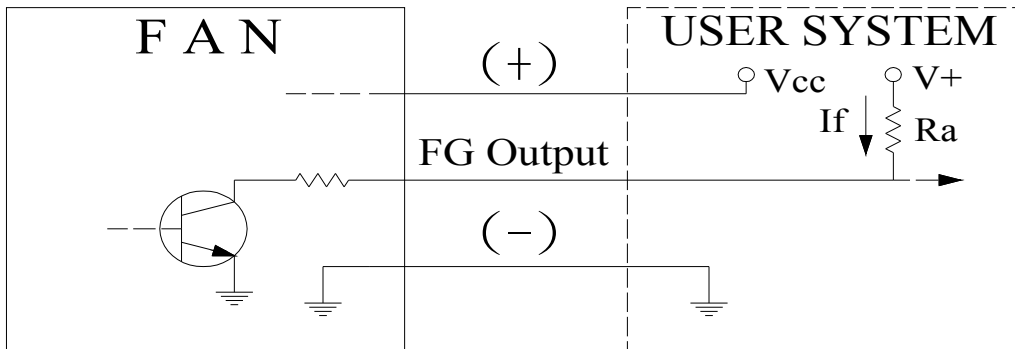 F A N
USER SYSTEM
(+)
Vcc
V+
If
Ra
FG Output
(-)